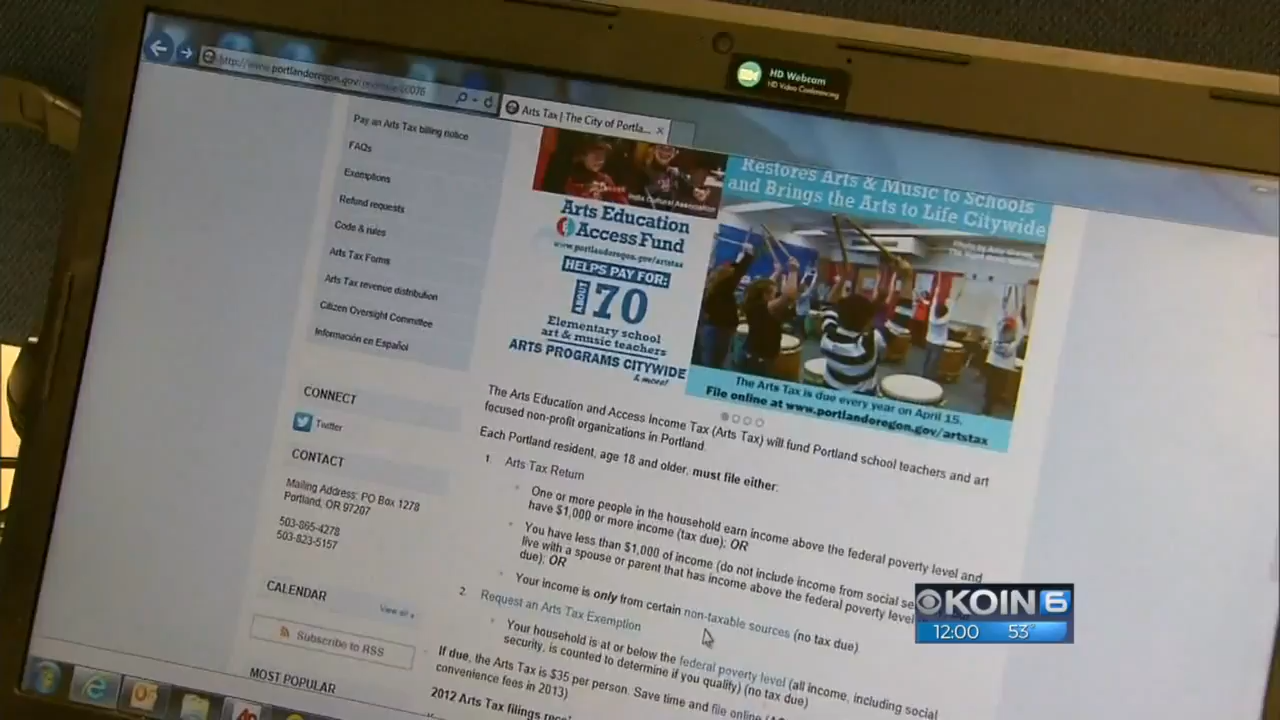 HD Webcam
HD Video Conferencing
Arts Tax | The City of Portla...
Pay an Arts Tax billing notice
FAQs
Exemptions
Refund requests
Code & rules
Arts Tax Forms
Arts Tax revenue distribution
Citizen Oversight Committee
Información en Español
CONNECT
Twitter
CONTACT
Mailing Address: PO Box 1278
Portland, OR 97207
503-865-4278
503-823-5157
CALENDAR
View all
Subscribe to RSS
MOST POPULAR
Arts Education
Access Fund
www.portlandoregon.gov/artstax
HELPS PAY FOR:
ABOUT
170
Elementary school
art & music teachers
ARTS PROGRAMS CITYWIDE
& more!
Restores Arts & Music to Schools
and Brings the Arts to Life Citywide
The Arts Tax is due every year on April 15.
File online at www.portlandoregon.gov/artstax
The Arts Education and Access Income Tax (Arts Tax) will fund Portland school teachers and art
focused non-profit organizations in Portland.
Each Portland resident, age 18 and older, must file either:
1. Arts Tax Return
One or more people in the household earn income above the federal poverty level and
have $1,000 or more income (tax due); OR
You have less than $1,000 of income (do not include income from social se
live with a spouse or parent that has income above the federal poverty level
due); OR
Your income is only from certain non-taxable sources (no tax due)
2. Request an Arts Tax Exemption
Your household is at or below the federal poverty level (all income, including social
security, is counted to determine if you qualify) (no tax due)
If due, the Arts Tax is $35 per person. Save time and file online
convenience fees in 2013)
2012 Arts Tax filings
KOIN 6
12:00 53°